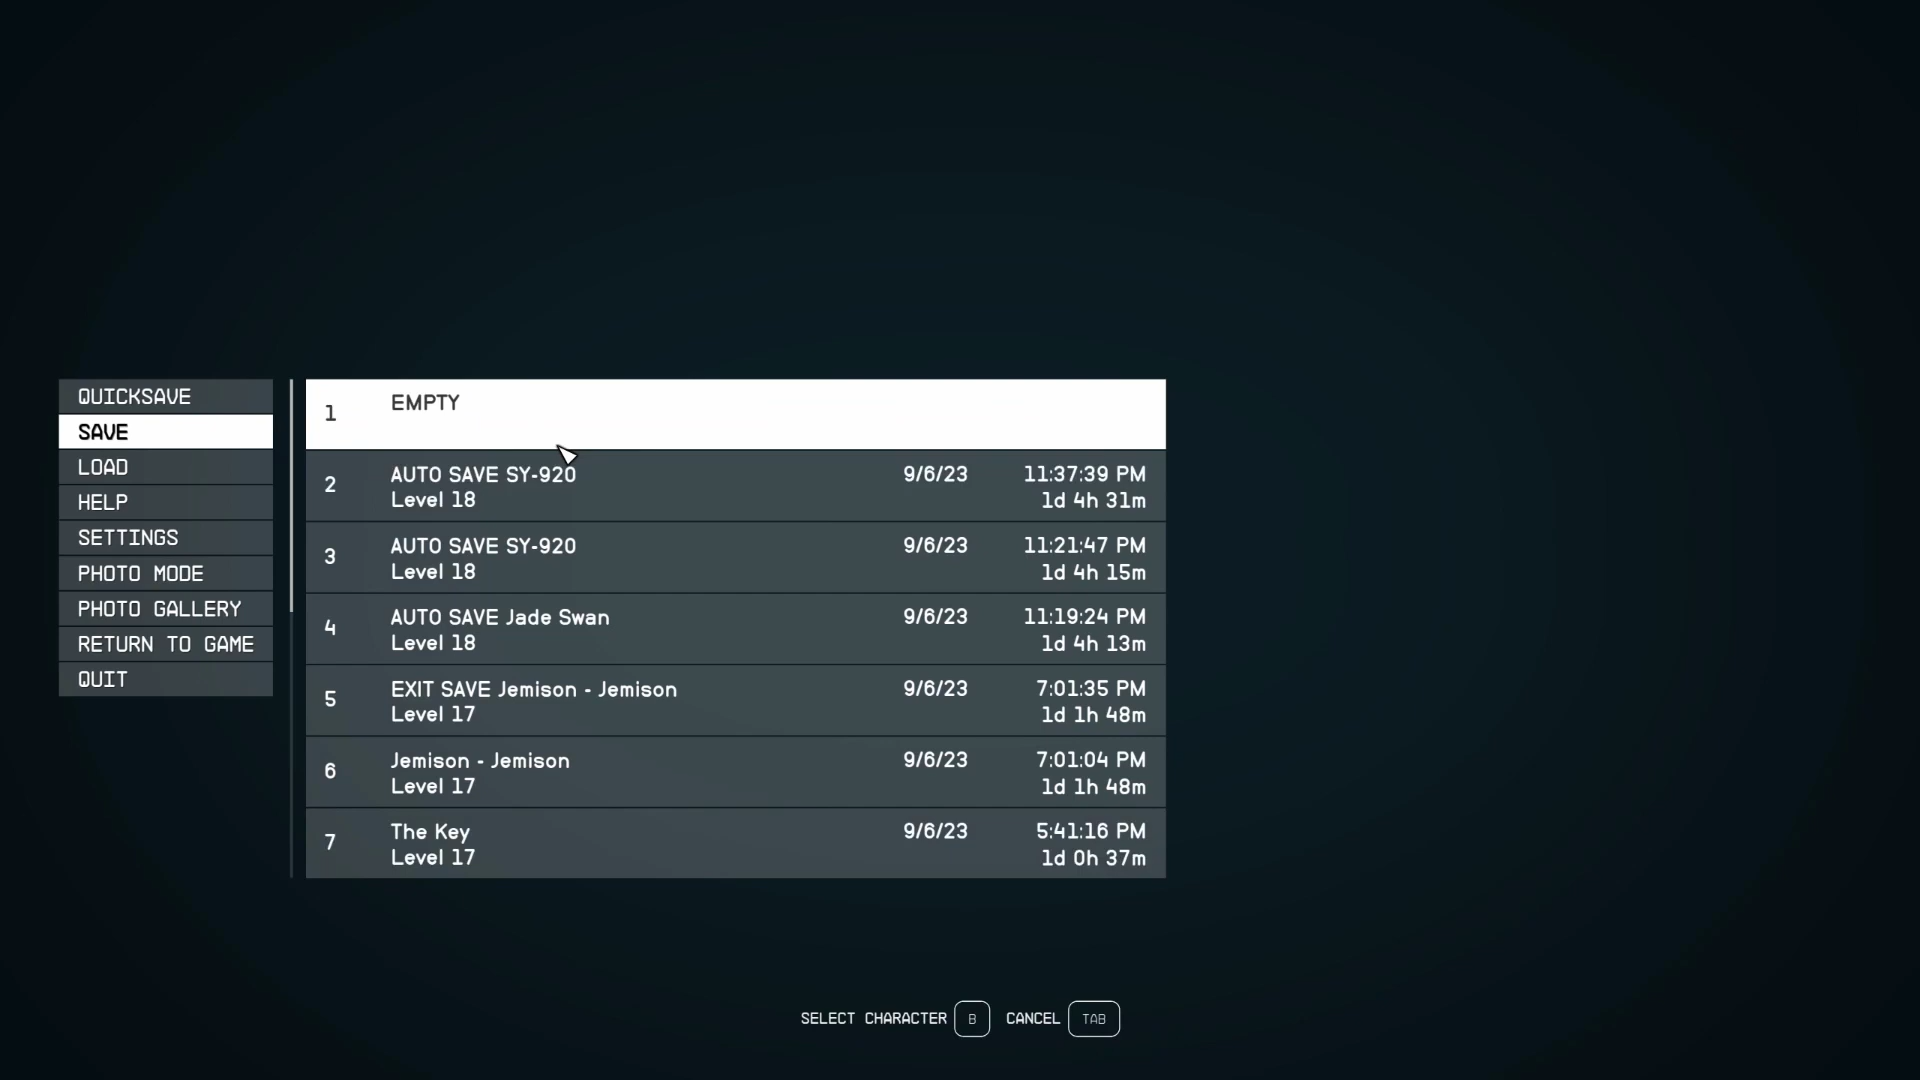 QUICKSAVE
SAVE
LOAD
HELP
SETTINGS
PHOTO MODE
PHOTO GALLERY
RETURN TO GAME
QUIT
1 EMPTY
2 AUTO SAVE SY-920 9/6/23 11:37:39 PM
Level 18 1d 4h 31m
3 AUTO SAVE SY-920 9/6/23 11:21:47 PM
Level 18 1d 4h 15m
4 AUTO SAVE Jade Swan 9/6/23 11:19:24 PM
Level 18 1d 4h 13m
5 EXIT SAVE Jemison - Jemison 9/6/23 7:01:35 PM
Level 17 1d 1h 48m
6 Jemison - Jemison 9/6/23 7:01:04 PM
Level 17 1d 1h 48m
7 The Key 9/6/23 5:41:16 PM
Level 17 1d 0h 37m
SELECT CHARACTER B CANCEL TAB